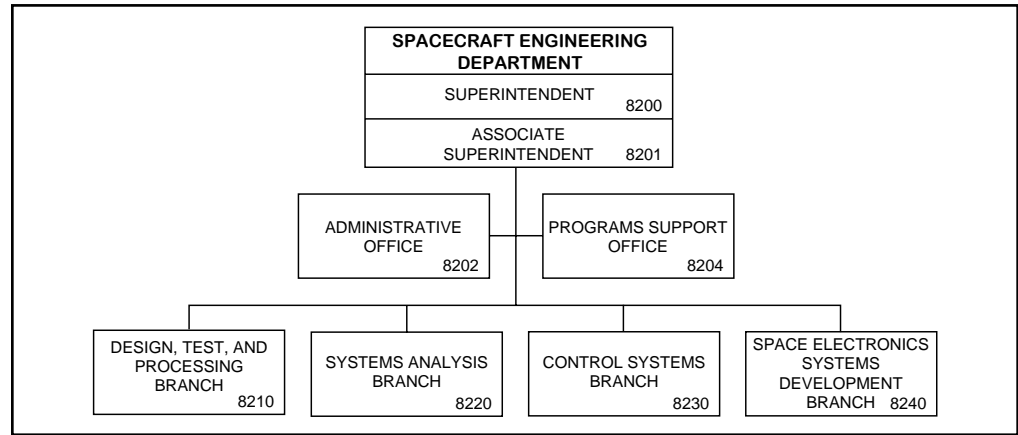 SPACECRAFT ENGINEERING
DEPARTMENT
SUPERINTENDENT
8200
ASSOCIATE
SUPERINTENDENT 8201
ADMINISTRATIVE
OFFICE
8202
PROGRAMS SUPPORT
OFFICE
8204
DESIGN, TEST, AND
PROCESSING
BRANCH
8210
SYSTEMS ANALYSIS
BRANCH
8220
CONTROL SYSTEMS
BRANCH
8230
SPACE ELECTRONICS
SYSTEMS
DEVELOPMENT
BRANCH 8240